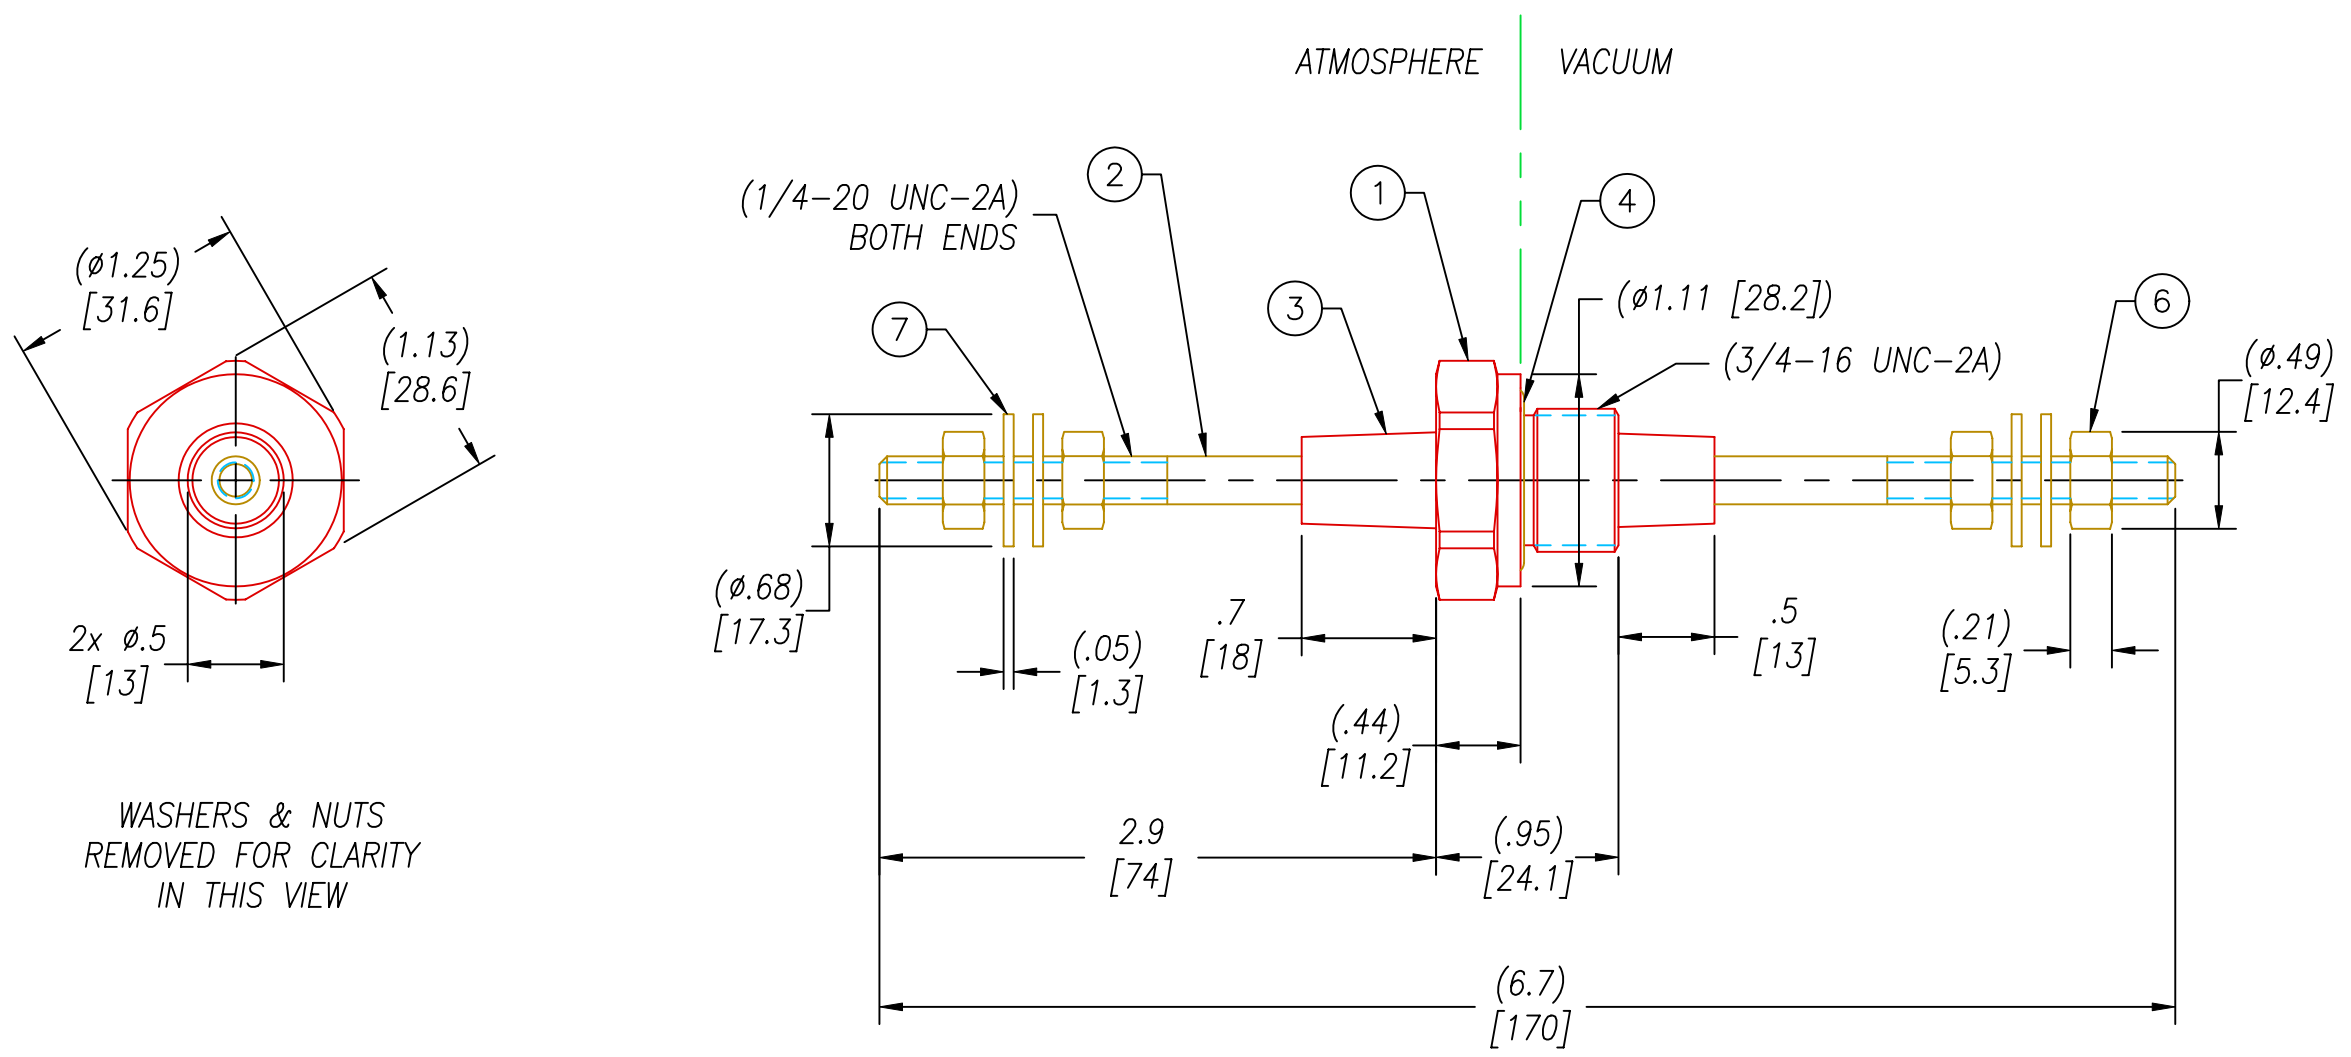 ATMOSPHERE VACUUM
(1/4-20 UNC-2A)
BOTH ENDS
2
1
4
(ø1.25)
[31.6]
(1.13)
[28.6]
7
3
(ø1.11 [28.2])
6
(3/4-16 UNC-2A)
(ø.49)
[12.4]
2x ø.5
[13]
(ø.68)
[17.3]
(.05)
[1.3]
.7
[18]
.5
[13]
(.21)
[5.3]
(.44)
[11.2]
2.9
[74]
(.95)
[24.1]
(6.7)
[170]
WASHERS & NUTS
REMOVED FOR CLARITY
IN THIS VIEW